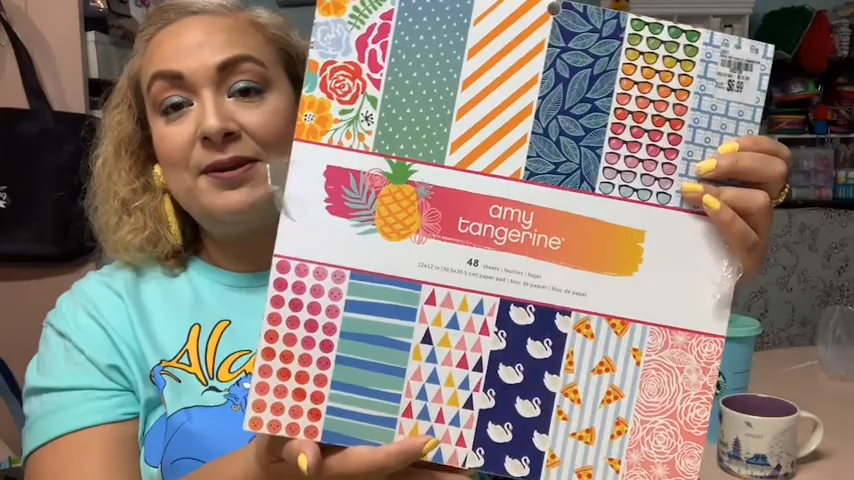 $6.99
amy
tangerine®
48 sheets | feuilles | hojas
12x12 in (30.5x30.5 cm) paper pad | bloc de papier | bloc de papel
Ala